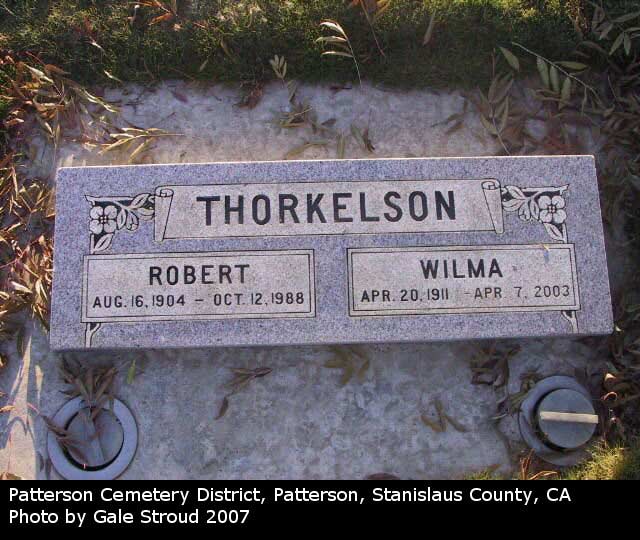 THORKELSON
ROBERT
AUG. 16, 1904 - OCT. 12, 1988
WILMA
APR. 20, 1911 - APR. 7, 2003
Patterson Cemetery District, Patterson, Stanislaus County, CA
Photo by Gale Stroud 2007